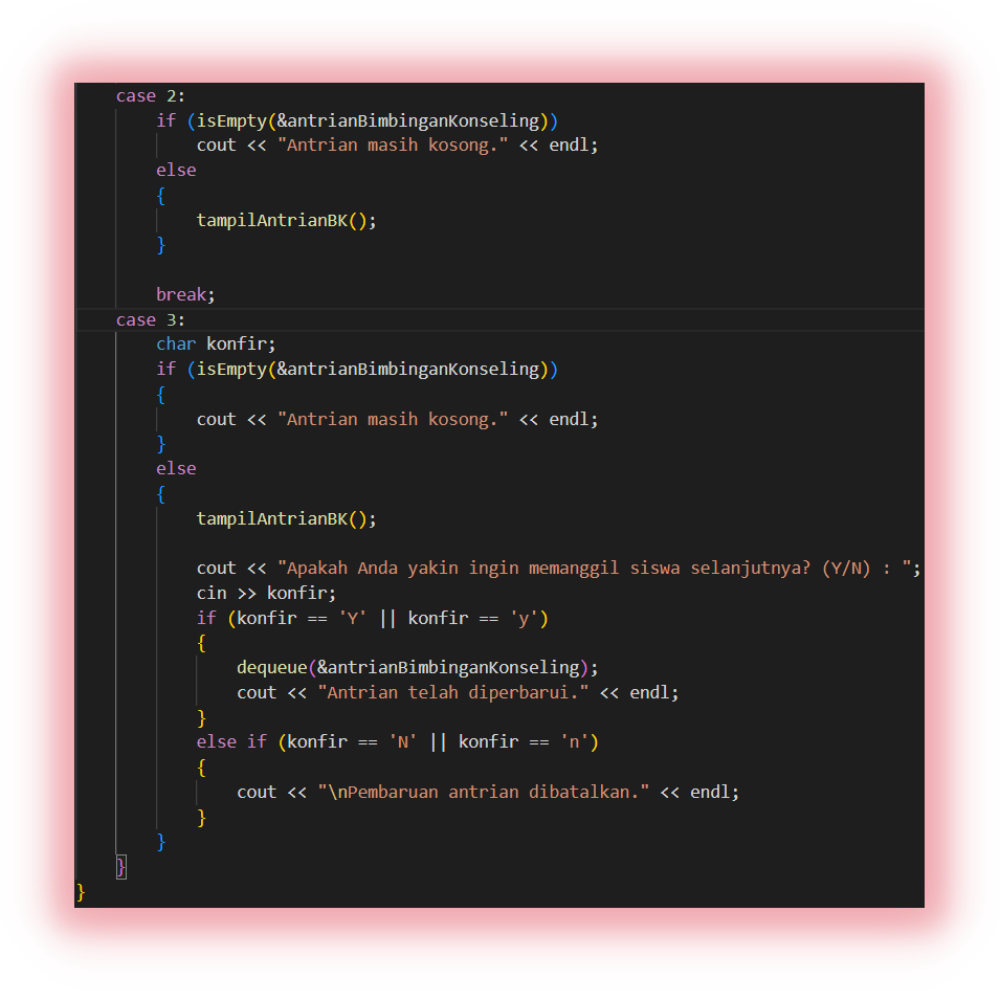 case 2:
if (isEmpty(&antrianBimbinganKonseling))
cout << "Antrian masih kosong." << endl;
else
{
tampilAntrianBK();
}
break;
case 3:
char konfir;
if (isEmpty(&antrianBimbinganKonseling))
{
cout << "Antrian masih kosong." << endl;
}
else
{
tampilAntrianBK();
cout << "Apakah Anda yakin ingin memanggil siswa selanjutnya? (Y/N) : ";
cin >> konfir;
if (konfir == 'Y' || konfir == 'y')
{
dequeue(&antrianBimbinganKonseling);
cout << "Antrian telah diperbarui." << endl;
}
else if (konfir == 'N' || konfir == 'n')
{
cout << "\nPembaruan antrian dibatalkan." << endl;
}
}
}
}